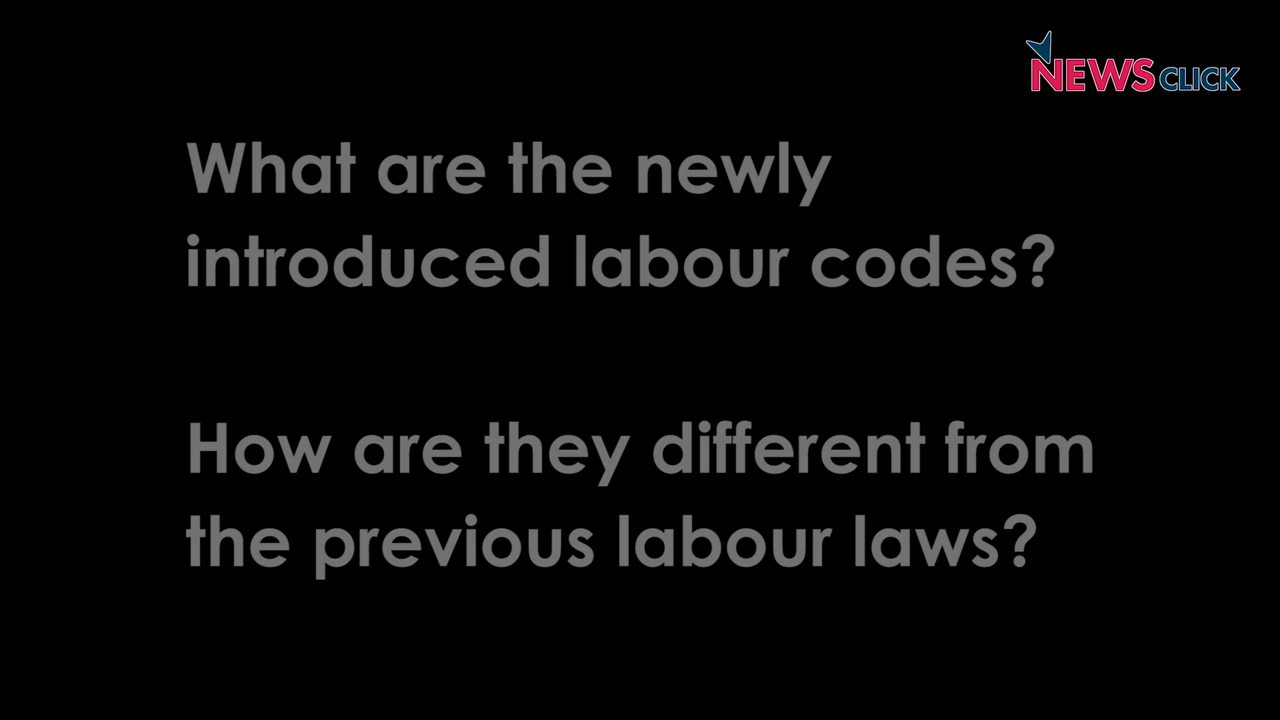 NEWSCLICK
What are the newly
introduced labour codes?
How are they different from
the previous labour laws?